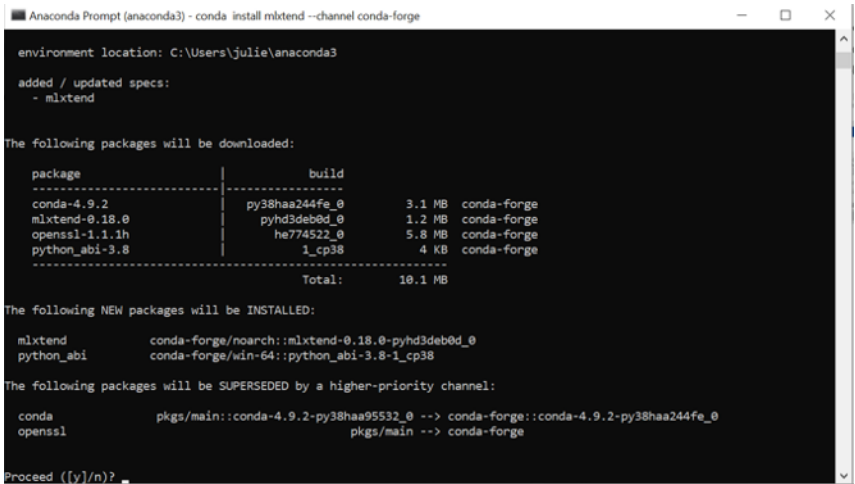 Anaconda Prompt (anaconda3) - conda install mlxtend --channel conda-forge
environment location: C:\Users\julie\anaconda3
added / updated specs:
- mlxtend
The following packages will be downloaded:
package | build
---------------------------|-----------------
conda-4.9.2 | py38haa244fe_0 3.1 MB conda-forge
mlxtend-0.18.0 | pyhd3deb0d_0 1.2 MB conda-forge
openssl-1.1.1h | he774522_0 5.8 MB conda-forge
python_abi-3.8 | 1_cp38 4 KB conda-forge
------------------------------------------------------------
Total: 10.1 MB
The following NEW packages will be INSTALLED:
mlxtend conda-forge/noarch::mlxtend-0.18.0-pyhd3deb0d_0
python_abi conda-forge/win-64::python_abi-3.8-1_cp38
The following packages will be SUPERSEDED by a higher-priority channel:
conda pkgs/main::conda-4.9.2-py38haa95532_0 --> conda-forge::conda-4.9.2-py38haa244fe_0
openssl pkgs/main --> conda-forge
Proceed ([y]/n)? _